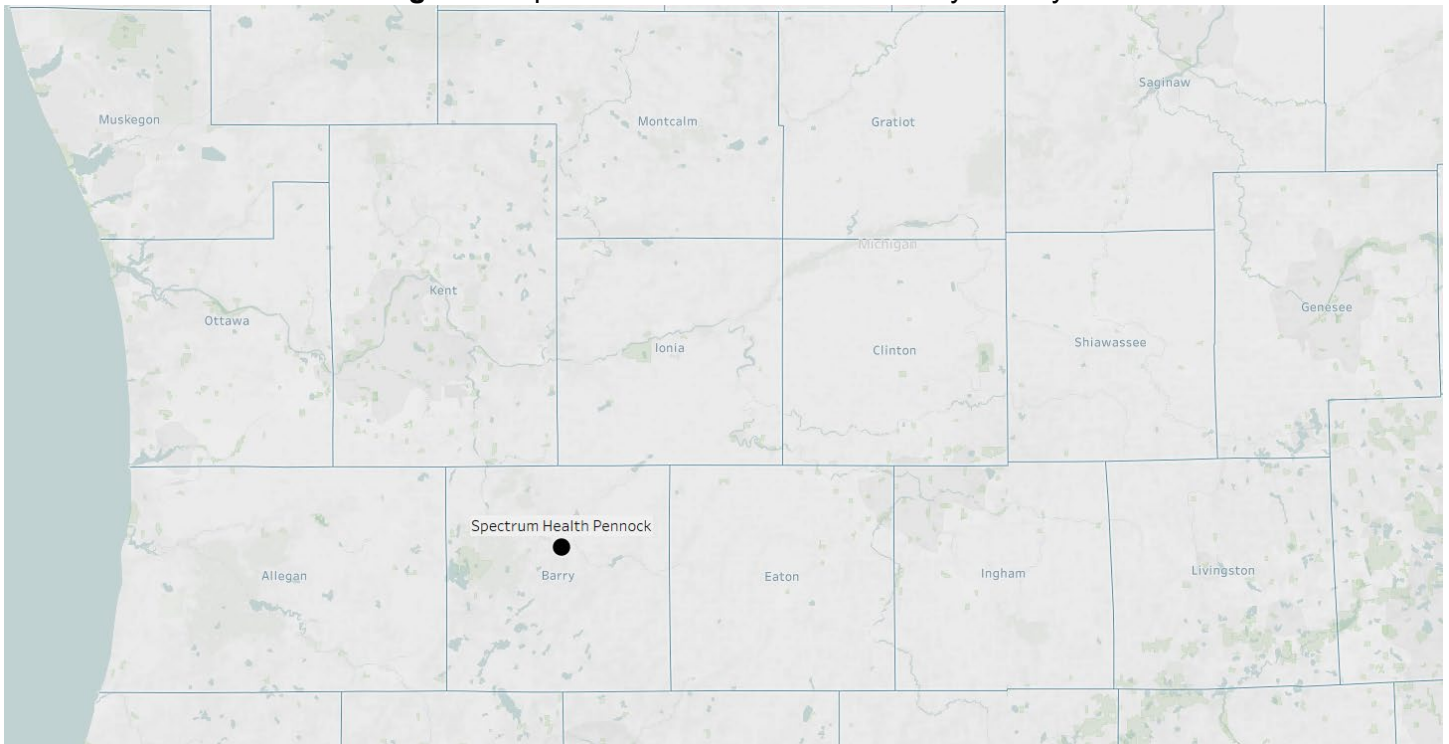 Saginaw
Muskegon
Montcalm
Gratiot
Michigan
Kent
Genesee
Ottawa
Shiawassee
Ionia
Clinton
Spectrum Health Pennock
Allegan
Barry
Eaton
Ingham
Livingston